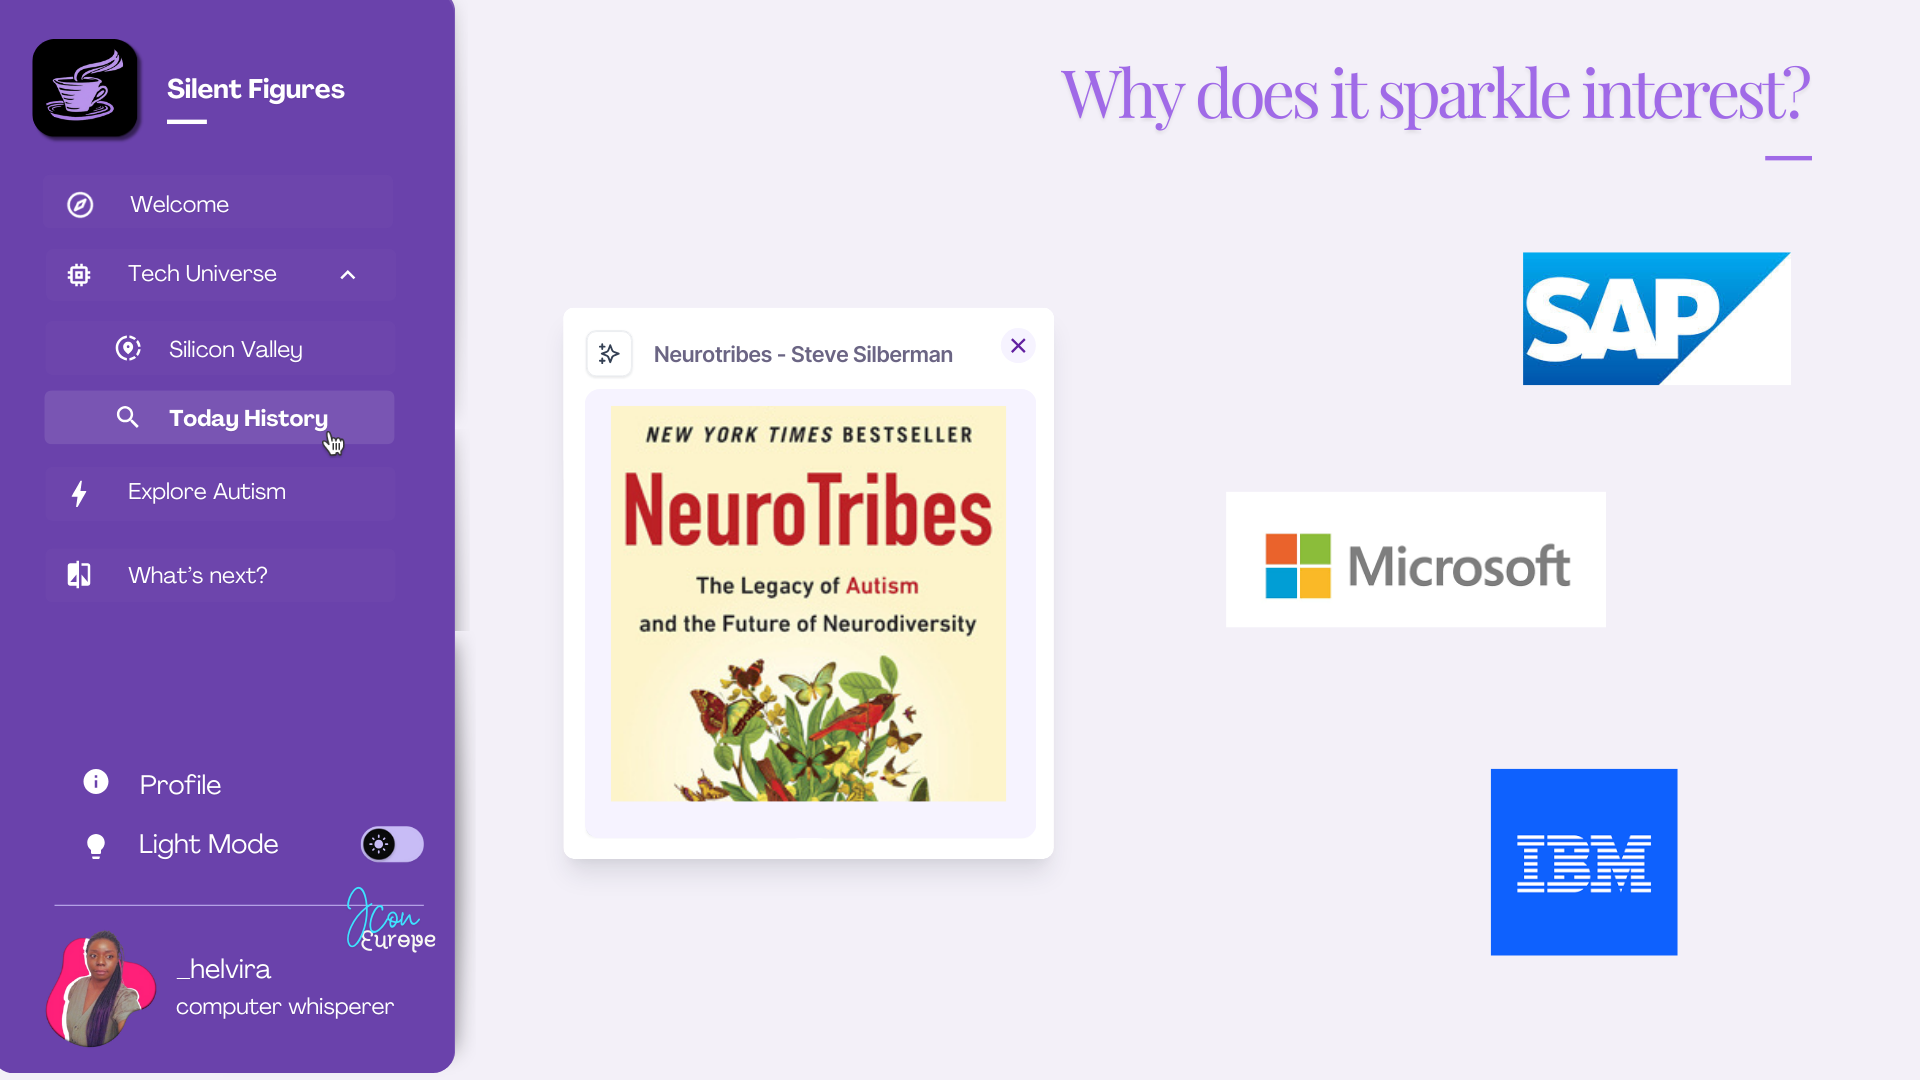 Silent Figures
Welcome
Tech Universe
Silicon Valley
Today History
Explore Autism
What's next?
Profile
Light Mode
JCon
Europe
_helvira
computer whisperer
Why does it sparkle interest?
Neurotribes - Steve Silberman
NEW YORK TIMES BESTSELLER
NeuroTribes
The Legacy of Autism
and the Future of Neurodiversity
SAP
Microsoft
IBM